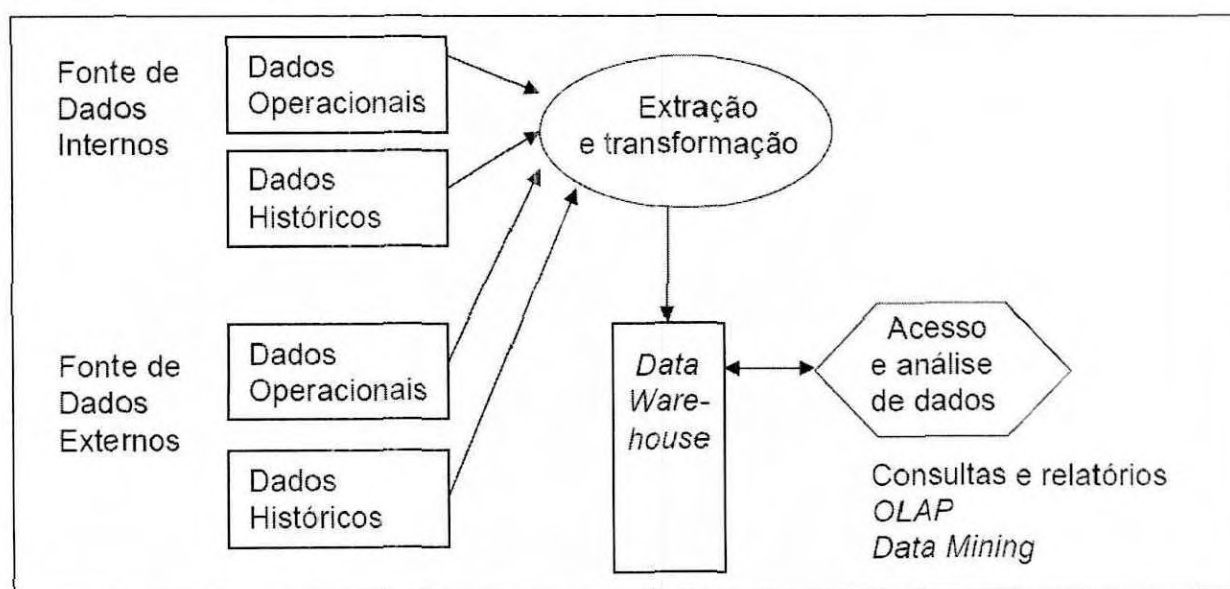 Fonte de
Dados
Internos
Dados
Operacionais
Dados
Históricos
Extração
e transformação
Fonte de
Dados
Externos
Dados
Operacionais
Dados
Históricos
Data
Ware-
house
Acesso
e análise
de dados
Consultas e relatórios
OLAP
Data Mining